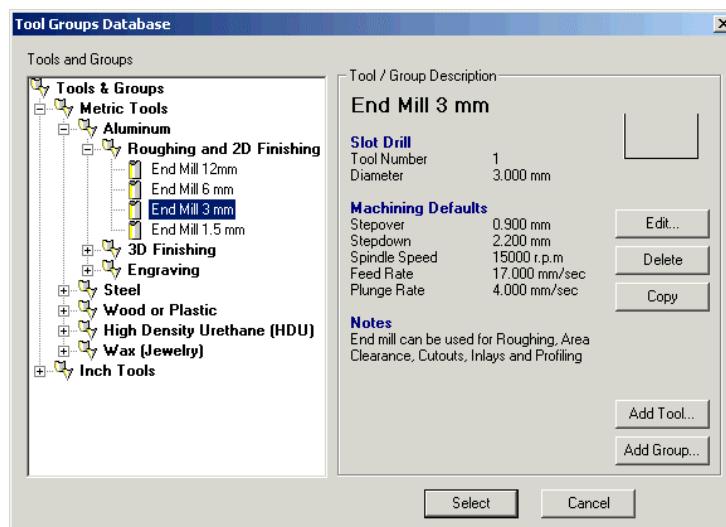 Tool Groups Database
Tools and Groups
Tools & Groups
Metric Tools
Aluminum
Roughing and 2D Finishing
End Mill 12mm
End Mill 6 mm
End Mill 3 mm
End Mill 1.5 mm
3D Finishing
Engraving
Steel
Wood or Plastic
High Density Urethane (HDU)
Wax (Jewelry)
Inch Tools
Tool / Group Description
End Mill 3 mm
Slot Drill
Tool Number 1
Diameter 3.000 mm
Machining Defaults
Stepover 0.900 mm
Stepdown 2.200 mm
Spindle Speed 15000 r.p.m
Feed Rate 17.000 mm/sec
Plunge Rate 4.000 mm/sec
Notes
End mill can be used for Roughing, Area
Clearance, Cutouts, Inlays and Profiling
Edit...
Delete
Copy
Add Tool...
Add Group...
Select
Cancel